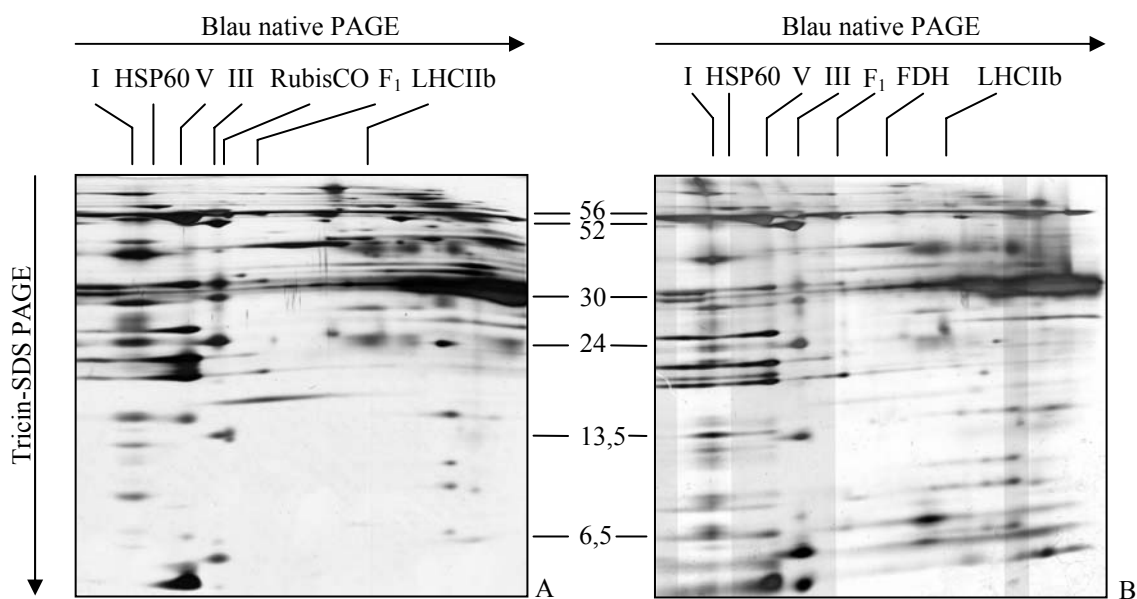 Blau native PAGE
I HSP60 V III RubisCO F₁ LHCIIb
Tricin-SDS PAGE
A
56
52
30
24
13,5
6,5
Blau native PAGE
I HSP60 V III F₁ FDH LHCIIb
B